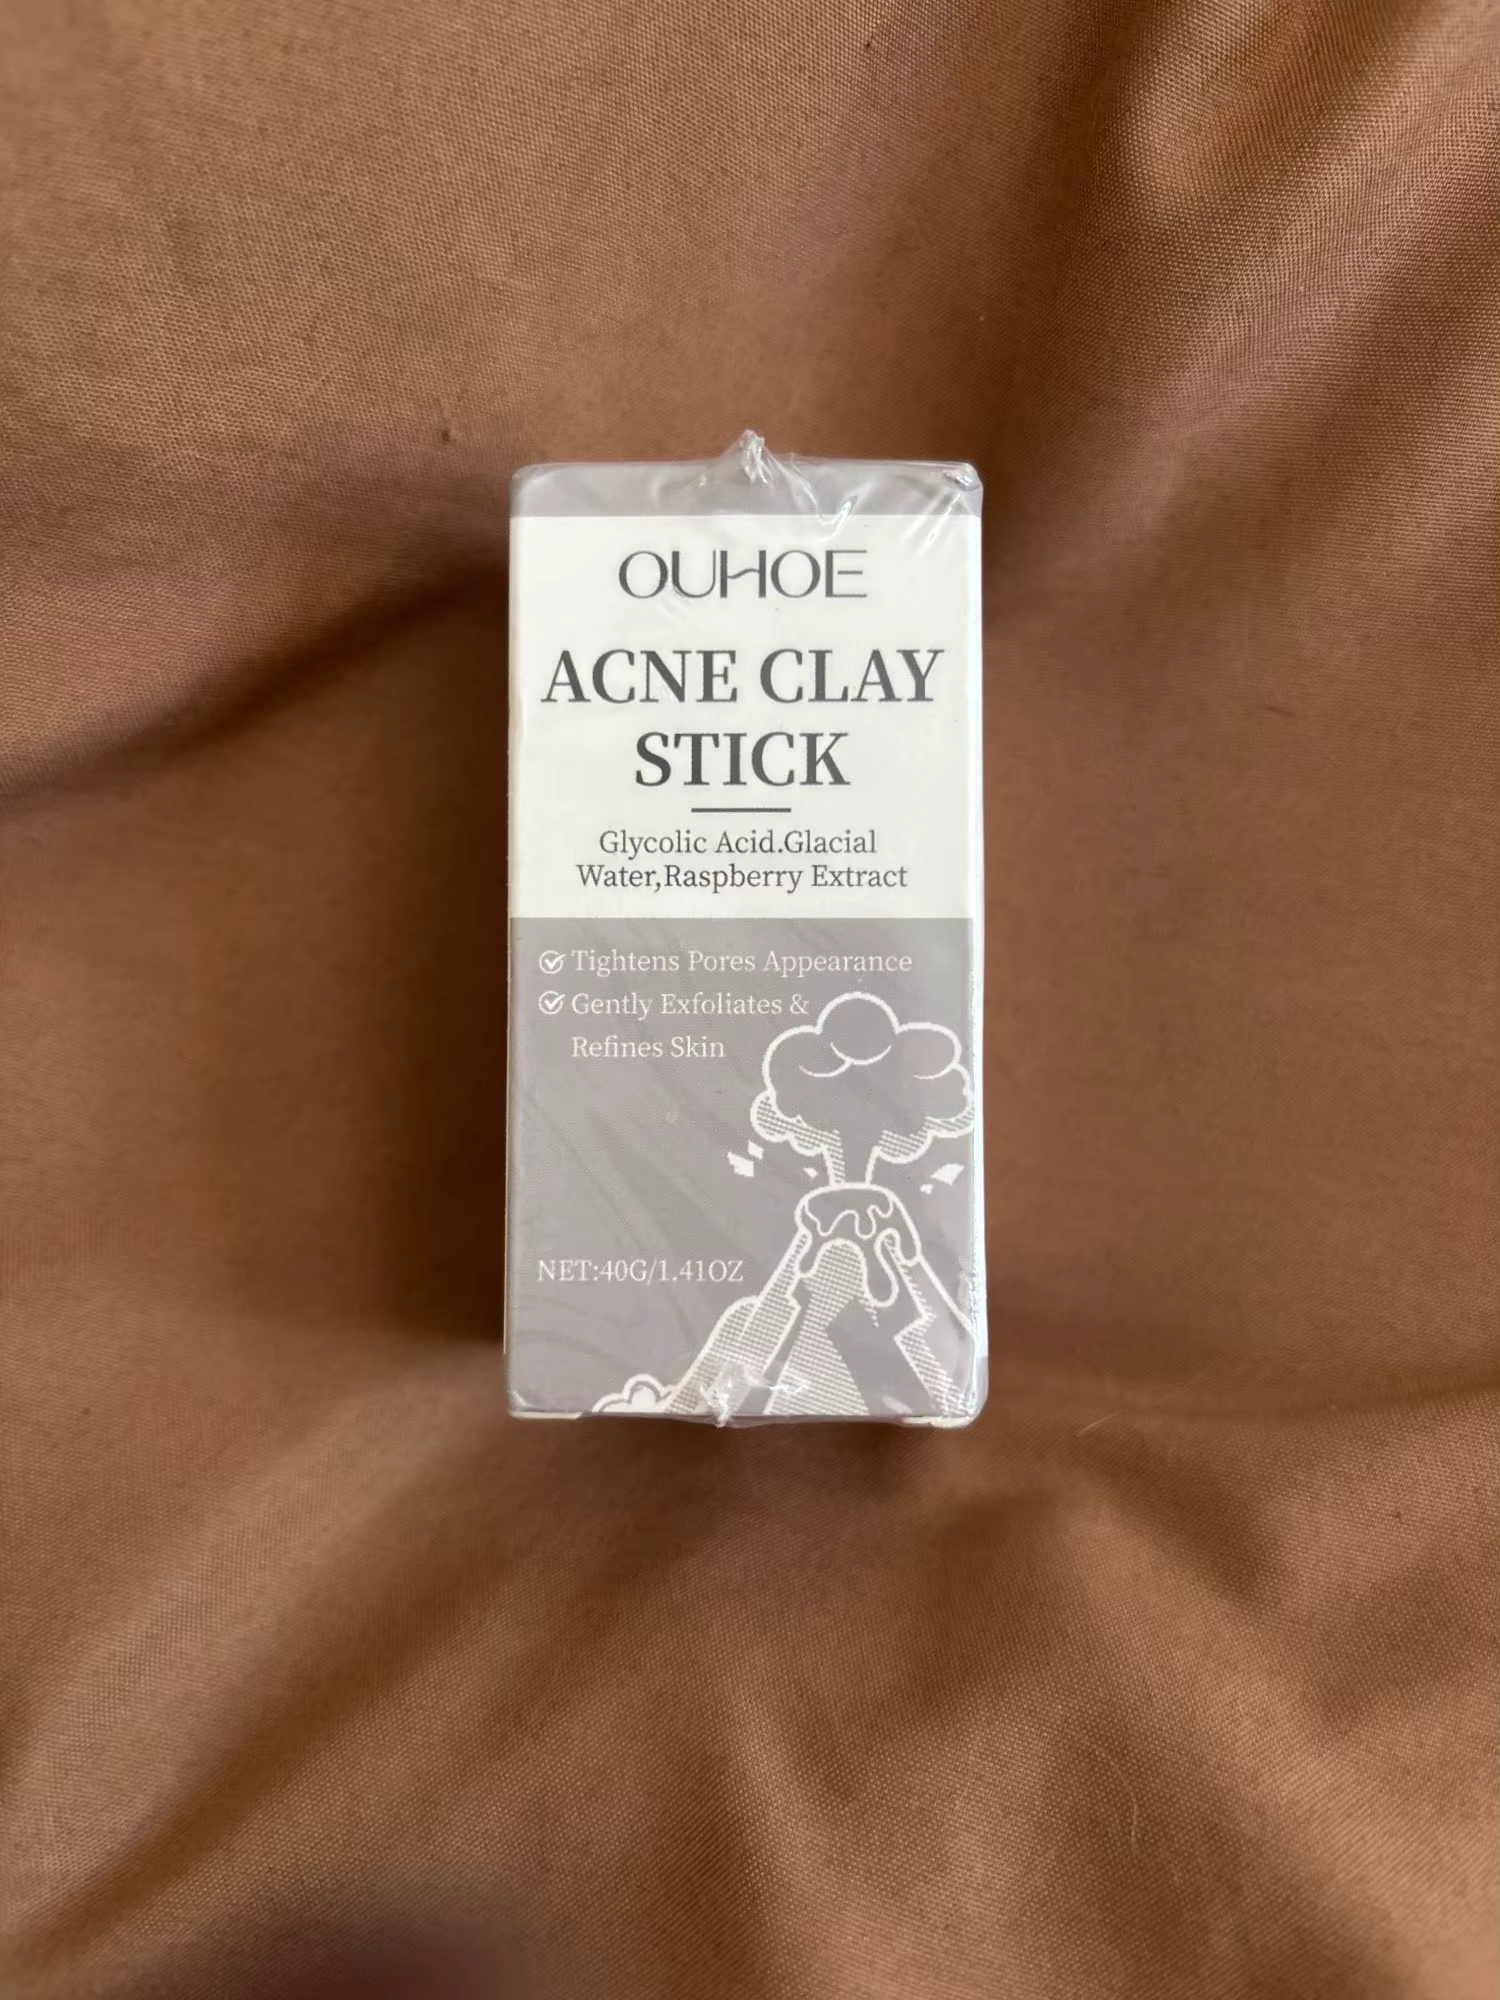 OUHOE
ACNE CLAY
STICK
Glycolic Acid.Glacial
Water,Raspberry Extract
Tightens Pores Appearance
Gently Exfoliates &
Refines Skin
NET:40G/1.41OZ